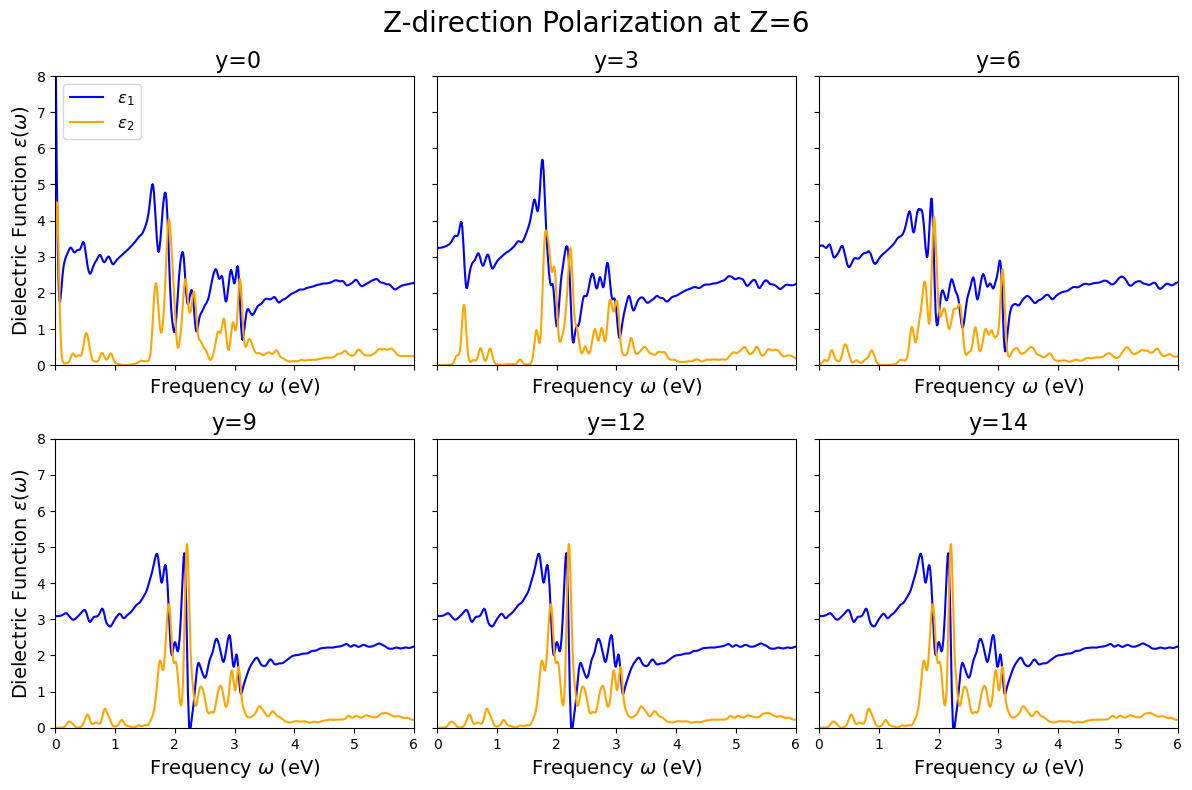 Z-direction Polarization at Z=6
y=0
y=3
y=6
8
7
6
5
4
3
2
1
0
Dielectric Function ε(ω)
ε₁
ε₂
Frequency ω (eV)
Frequency ω (eV)
Frequency ω (eV)
y=9
y=12
y=14
8
7
6
5
4
3
2
1
0
Dielectric Function ε(ω)
0 1 2 3 4 5 6
0 1 2 3 4 5 6
0 1 2 3 4 5 6
Frequency ω (eV)
Frequency ω (eV)
Frequency ω (eV)